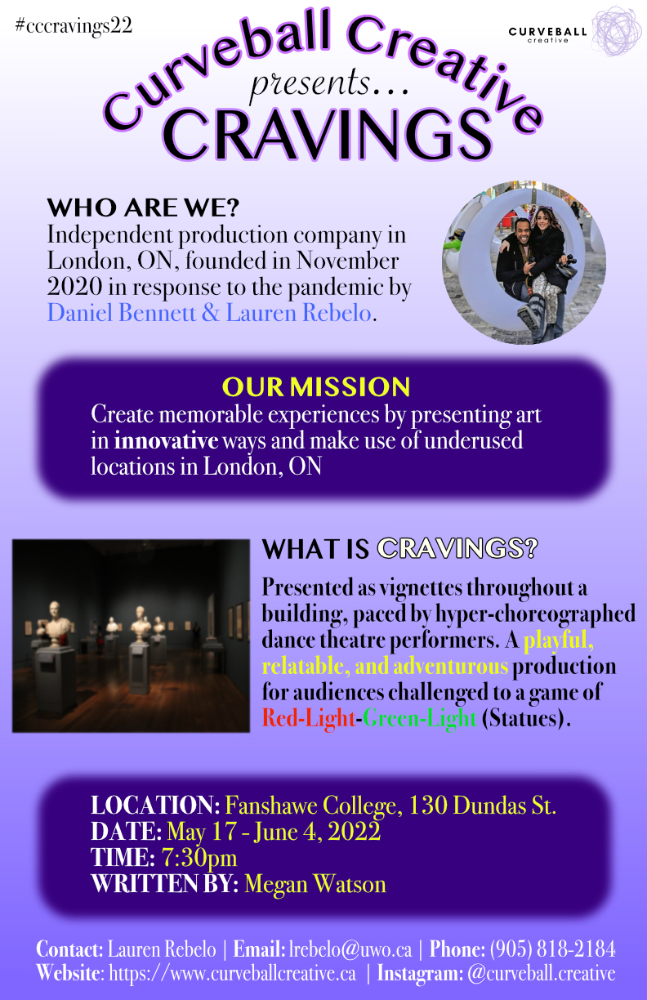 #cccravings22
CURVEBALL
creative
Curveball Creative
presents...
CRAVINGS
WHO ARE WE?
Independent production company in
London, ON, founded in November
2020 in response to the pandemic by
Daniel Bennett & Lauren Rebelo.
OUR MISSION
Create memorable experiences by presenting art
in innovative ways and make use of underused
locations in London, ON
WHAT IS CRAVINGS?
Presented as vignettes throughout a
building, paced by hyper-choreographed
dance theatre performers. A playful,
relatable, and adventurous production
for audiences challenged to a game of
Red-Light-Green-Light (Statues).
LOCATION: Fanshawe College, 130 Dundas St.
DATE: May 17 - June 4, 2022
TIME: 7:30pm
WRITTEN BY: Megan Watson
Contact: Lauren Rebelo | Email: lrebelo@uwo.ca | Phone: (905) 818-2184
Website: https://www.curveballcreative.ca | Instagram: @curveball.creative